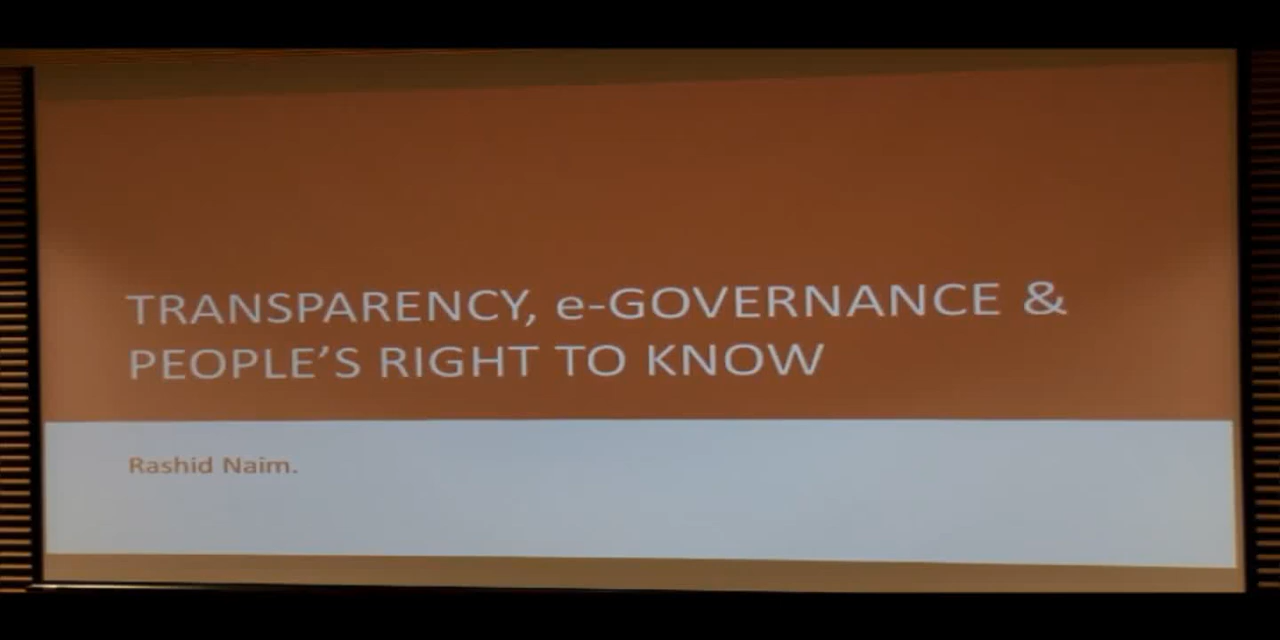 TRANSPARENCY, e-GOVERNANCE &
PEOPLE’S RIGHT TO KNOW
Rashid Naim.